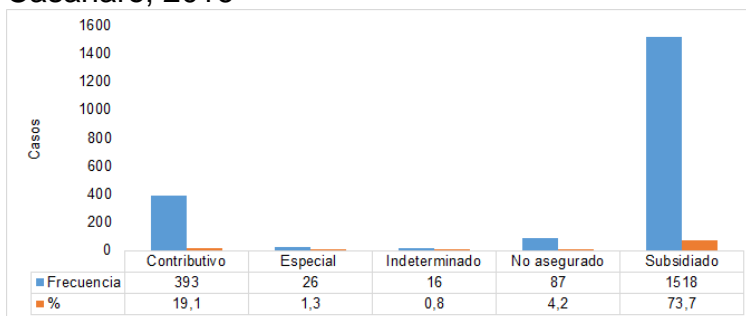 1600
1400
1200
1000
800
600
400
200
0
Casos
Contributivo Especial Indeterminado No asegurado Subsidiado
Frecuencia 393 26 16 87 1518
% 19,1 1,3 0,8 4,2 73,7